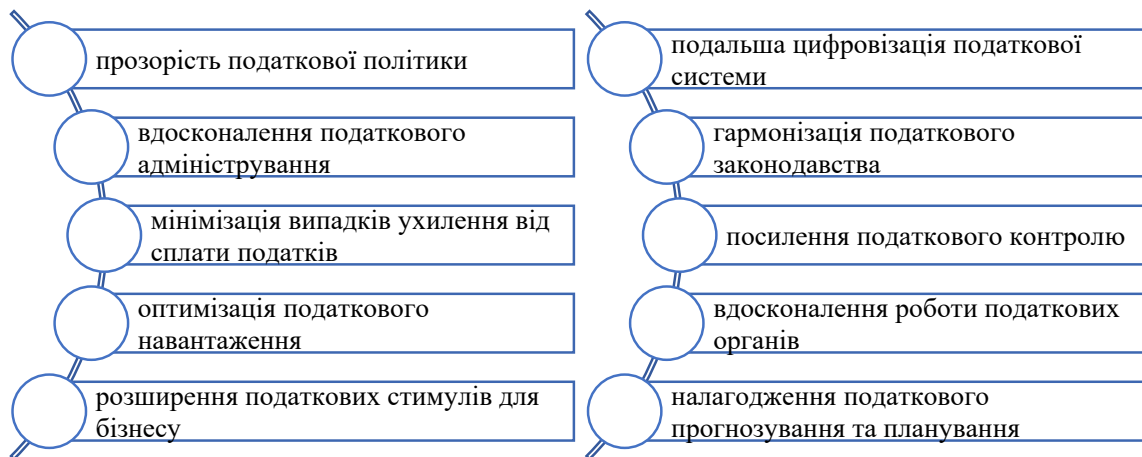 прозорість податкової політики
вдосконалення податкового
адміністрування
мінімізація випадків ухилення від
сплати податків
оптимізація податкового
навантаження
розширення податкових стимулів для
бізнесу
подальша цифровізація податкової
системи
гармонізація податкового
законодавства
посилення податкового контролю
вдосконалення роботи податкових
органів
налагодження податкового
прогнозування та планування